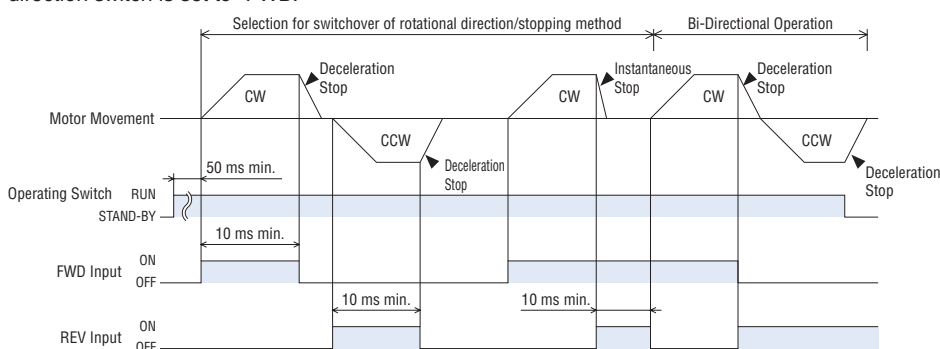 direction switch is set to "FWD."
Selection for switchover of rotational direction/stopping method
Bi-Directional Operation
Motor Movement
CW
Deceleration
Stop
CCW
Deceleration
Stop
CW
Instantaneous
Stop
CW
Deceleration
Stop
CCW
Deceleration
Stop
50 ms min.
Operating Switch
RUN
STAND-BY
10 ms min.
FWD Input
ON
OFF
10 ms min.
10 ms min.
REV Input
ON
OFF